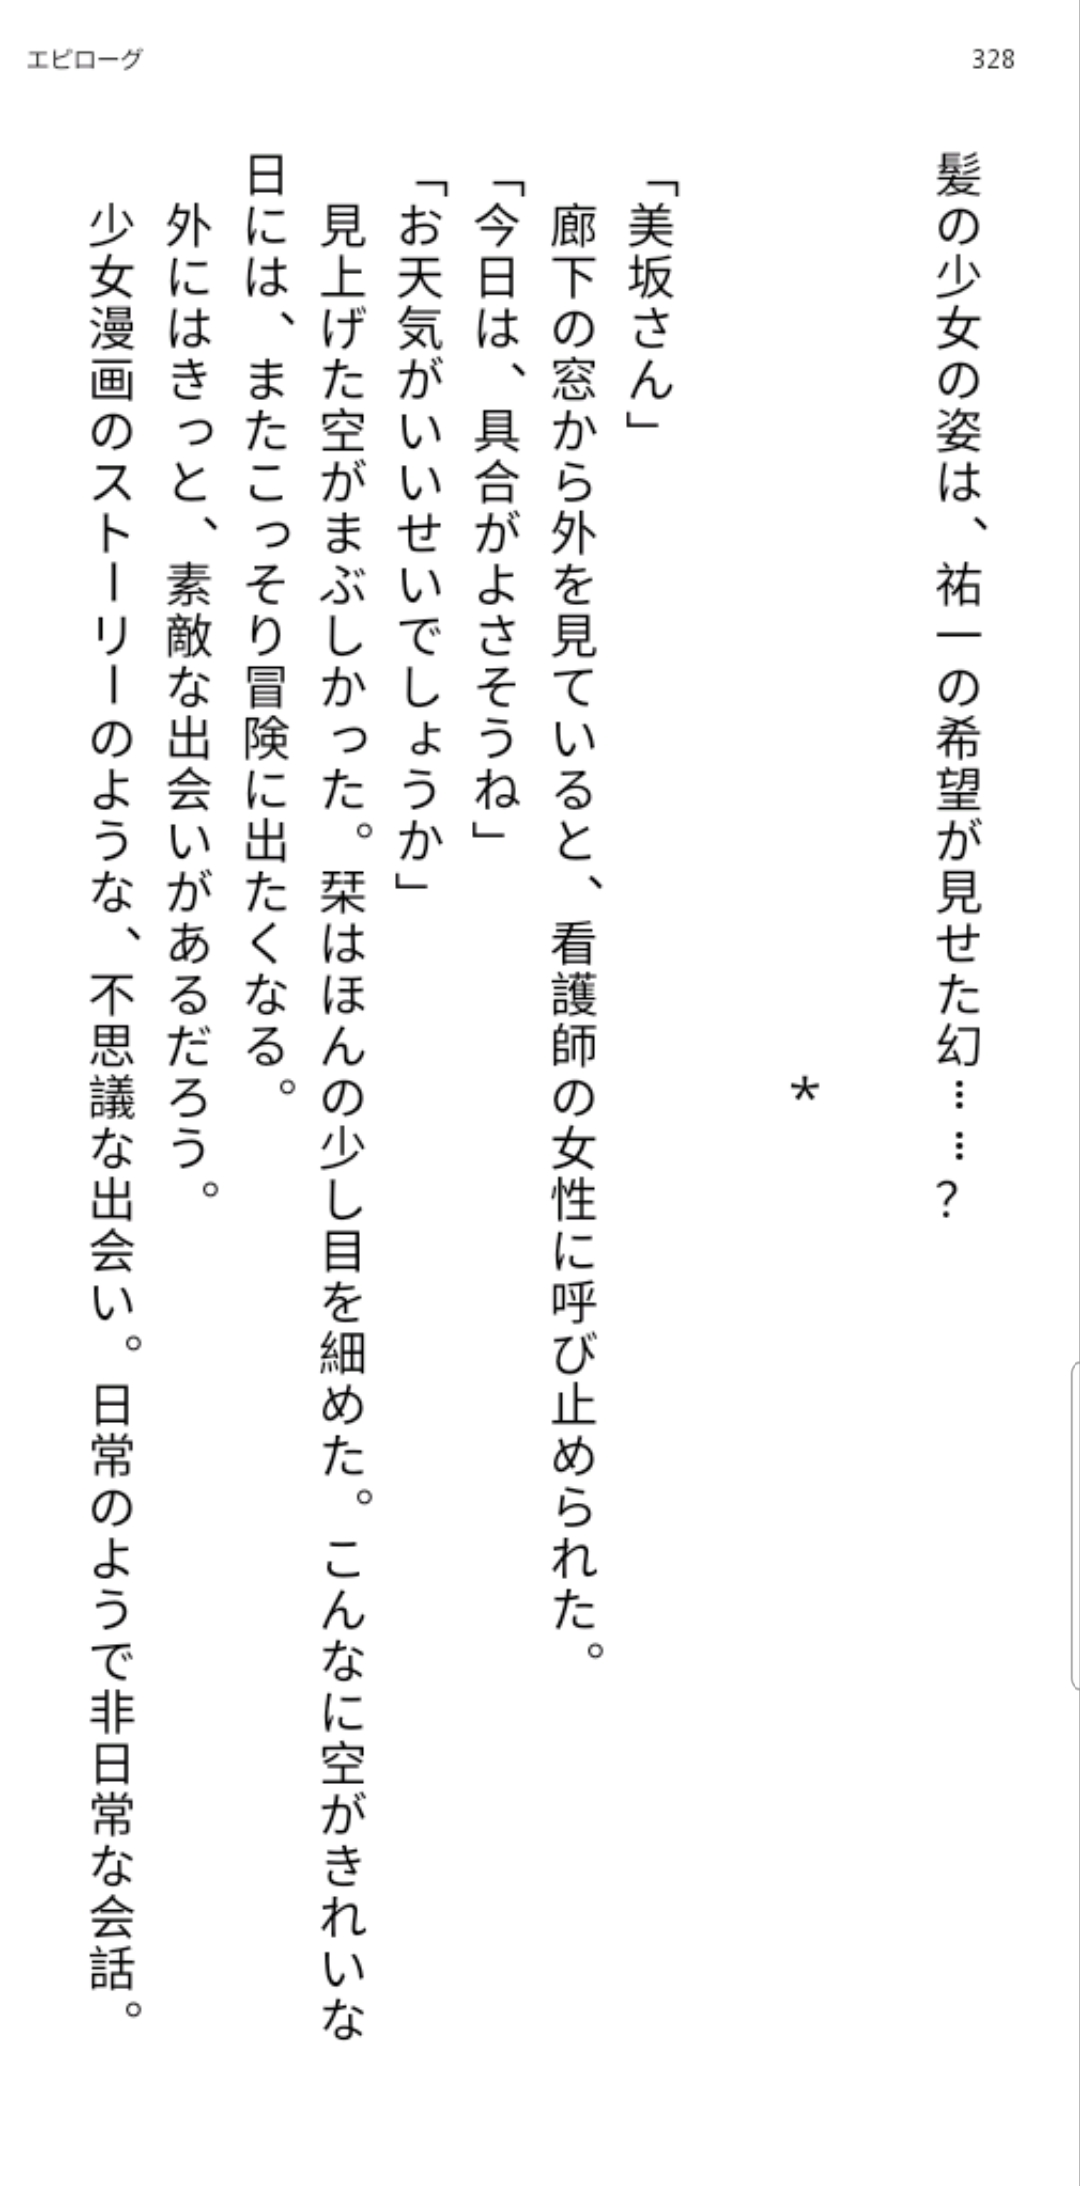 エピローグ
328
髪の少女の姿は、祐一の希望が見せた幻……？
＊
「美坂さん」
廊下の窓から外を見ていると、看護師の女性に呼び止められた。
「今日は、具合がよさそうね」
「お天気がいいせいでしょうか」
見上げた空がまぶしかった。栞はほんの少し目を細めた。こんなに空がきれいな
日には、またこっそり冒険に出たくなる。
外にはきっと、素敵な出会いがあるだろう。
少女漫画のストーリーのような、不思議な出会い。日常のようで非日常な会話。